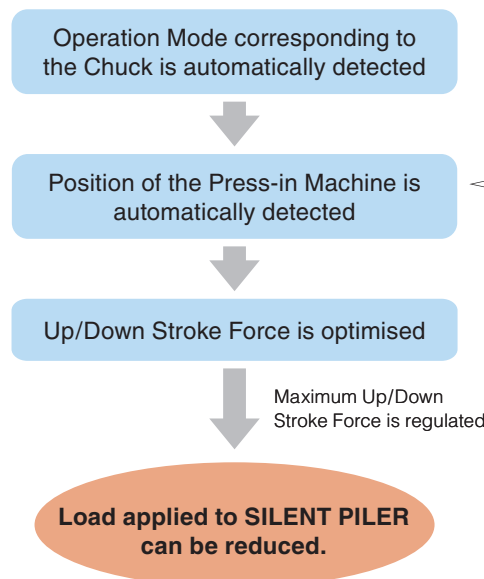 Operation Mode corresponding to
the Chuck is automatically detected
Position of the Press-in Machine is
automatically detected
Up/Down Stroke Force is optimised
Maximum Up/Down
Stroke Force is regulated
Load applied to SILENT PILER
can be reduced.